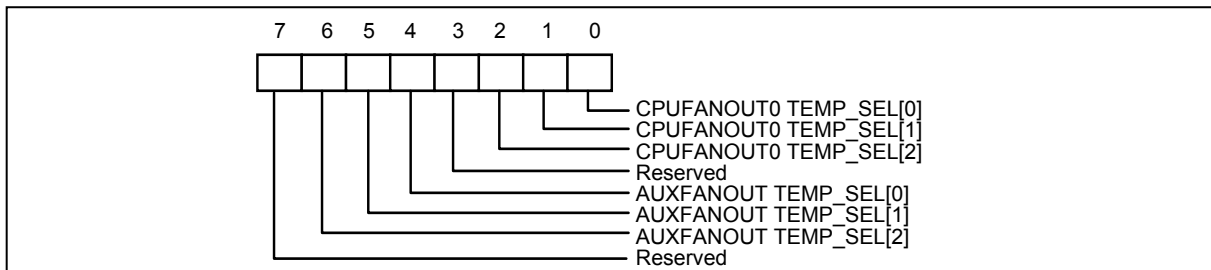 7 6 5 4 3 2 1 0
CPUFANOUT0 TEMP_SEL[0]
CPUFANOUT0 TEMP_SEL[1]
CPUFANOUT0 TEMP_SEL[2]
Reserved
AUXFANOUT TEMP_SEL[0]
AUXFANOUT TEMP_SEL[1]
AUXFANOUT TEMP_SEL[2]
Reserved